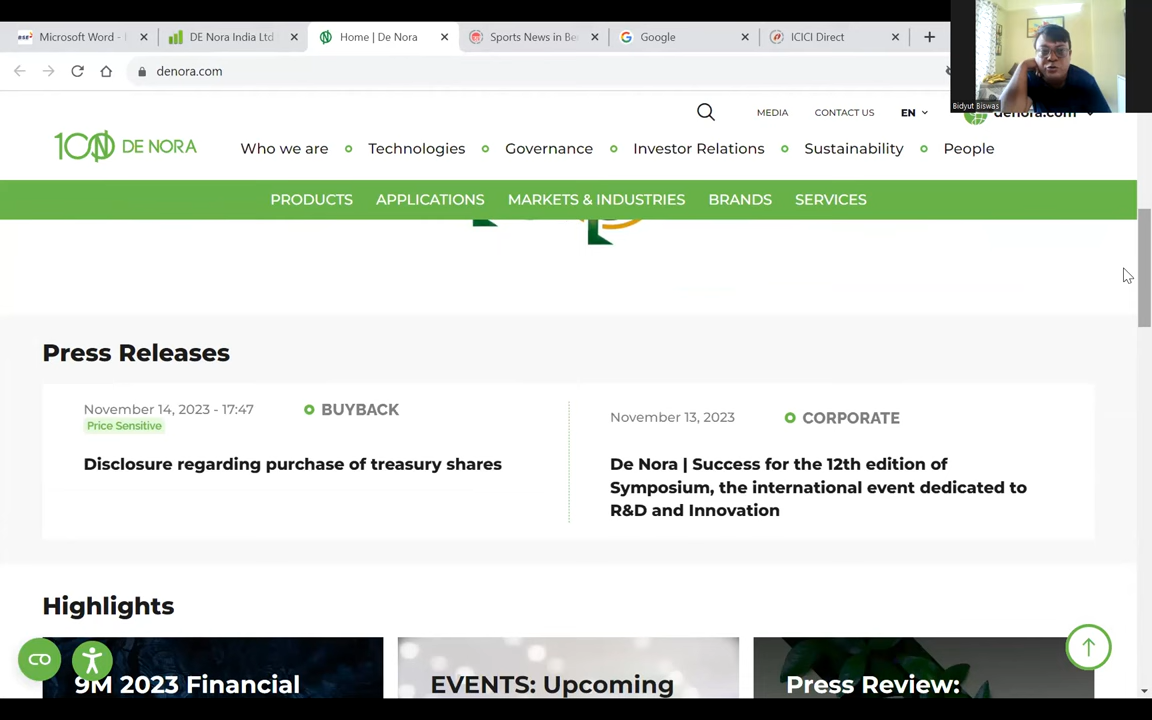 BSE
Microsoft Word -
DE Nora India Ltd
Home | De Nora
Sports News in Be
Google
ICICI Direct
denora.com
Bidyut Biswas
MEDIA
CONTACT US
EN
denora.com
100 DE NORA
Who we are
Technologies
Governance
Investor Relations
Sustainability
People
PRODUCTS
APPLICATIONS
MARKETS & INDUSTRIES
BRANDS
SERVICES
Press Releases
November 14, 2023 - 17:47
BUYBACK
Price Sensitive
Disclosure regarding purchase of treasury shares
November 13, 2023
CORPORATE
De Nora | Success for the 12th edition of
Symposium, the international event dedicated to
R&D and Innovation
Highlights
9M 2023 Financial
EVENTS: Upcoming
Press Review: